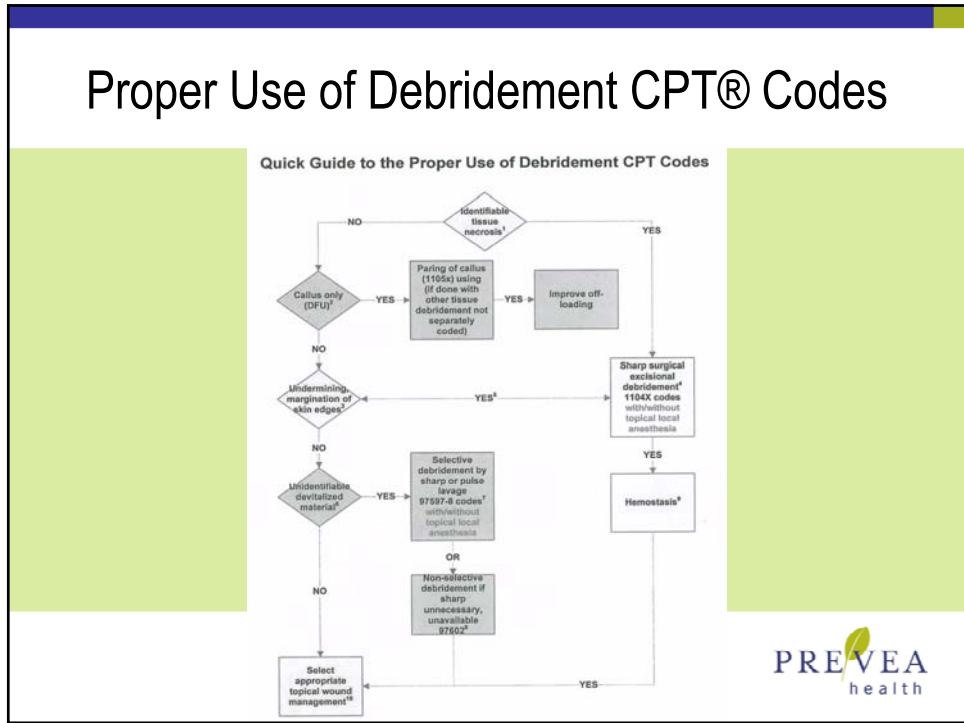 Proper Use of Debridement CPT® Codes
Quick Guide to the Proper Use of Debridement CPT Codes
Identifiable
tissue
necrosis¹
NO
YES
Callus only
(DFU)²
YES
Paring of callus
(1105x) using
(if done with
other tissue
debridement not
separately
coded)
YES
Improve off-
loading
NO
Undermining,
margination of
skin edges³
YES
Sharp surgical
excisional
debridement⁴
1104X codes
with/without
topical local
anesthesia
NO
YES
Unidentifiable
devitalized
material
YES
Selective
debridement by
sharp or pulse
lavage
97597-8 codes⁷
with/without
topical local
anesthesia
Hemostasis
OR
NO
Non-selective
debridement if
sharp
unnecessary,
unavailable
97602
Select
appropriate
topical wound
management¹⁰
YES
PREVEA
health